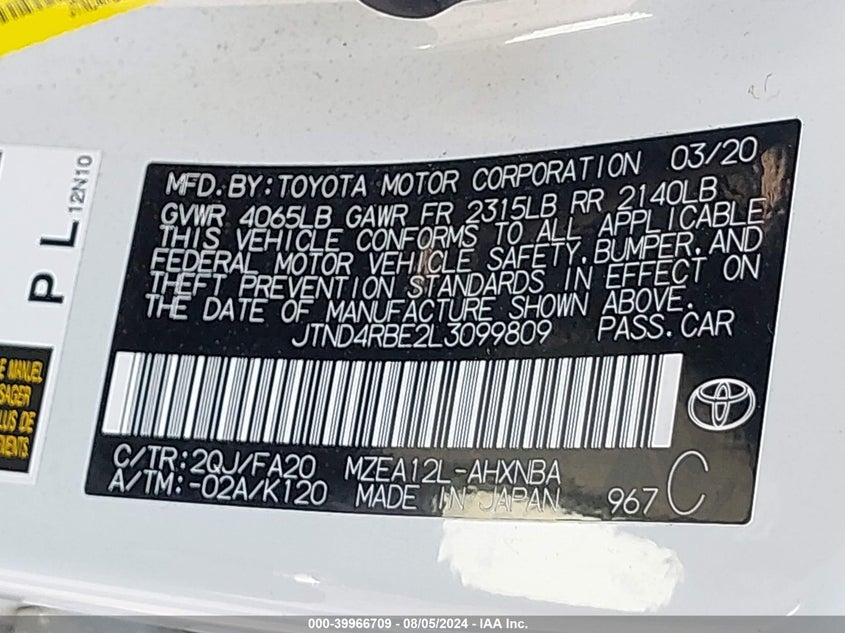 MFD. BY: TOYOTA MOTOR CORPORATION 03/20
GVWR 4065LB GAWR FR 2315LB RR 2140LB
THIS VEHICLE CONFORMS TO ALL APPLICABLE
FEDERAL MOTOR VEHICLE SAFETY, BUMPER, AND
THEFT PREVENTION STANDARDS IN EFFECT ON
THE DATE OF MANUFACTURE SHOWN ABOVE.
JTND4RBE2L3099809 PASS.CAR
C/TR:2QJ/FA20 MZEA12L-AHXNBA
A/TM:-02A/K120 MADE IN JAPAN 967 C
P L 12N10
MANUEL
LUS DE
000-39966709 - 08/05/2024 - IAA Inc.